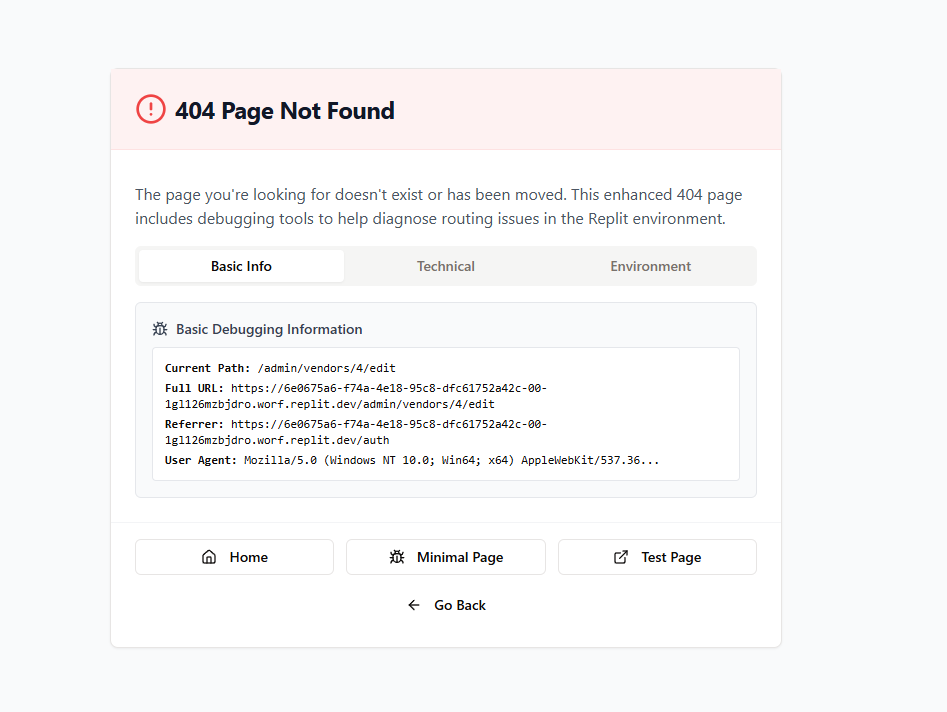 404 Page Not Found
The page you're looking for doesn't exist or has been moved. This enhanced 404 page
includes debugging tools to help diagnose routing issues in the Replit environment.
Basic Info
Technical
Environment
Basic Debugging Information
Current Path: /admin/vendors/4/edit
Full URL: https://6e0675a6-f74a-4e18-95c8-dfc61752a42c-00-
1gl126mzbjdro.worf.replit.dev/admin/vendors/4/edit
Referrer: https://6e0675a6-f74a-4e18-95c8-dfc61752a42c-00-
1gl126mzbjdro.worf.replit.dev/auth
User Agent: Mozilla/5.0 (Windows NT 10.0; Win64; x64) AppleWebKit/537.36...
Home
Minimal Page
Test Page
Go Back